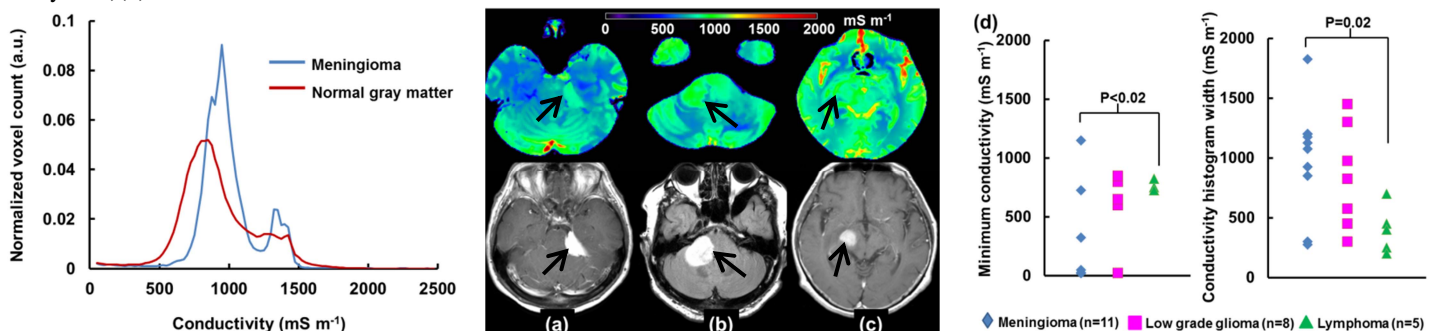 Normalized voxel count (a.u.)
0.1
0.08
0.06
0.04
0.02
0
Meningioma
Normal gray matter
0
500
1000
1500
2000
2500
Conductivity (mS m⁻¹)
0
500
1000
1500
2000
mS m⁻¹
(a)
(b)
(c)
(d)
Minimum conductivity (mS m⁻¹)
2000
1500
1000
500
0
P<0.02
Conductivity histogram width (mS m⁻¹)
2000
1500
1000
500
0
P=0.02
Meningioma (n=11)
Low grade glioma (n=8)
Lymphoma (n=5)